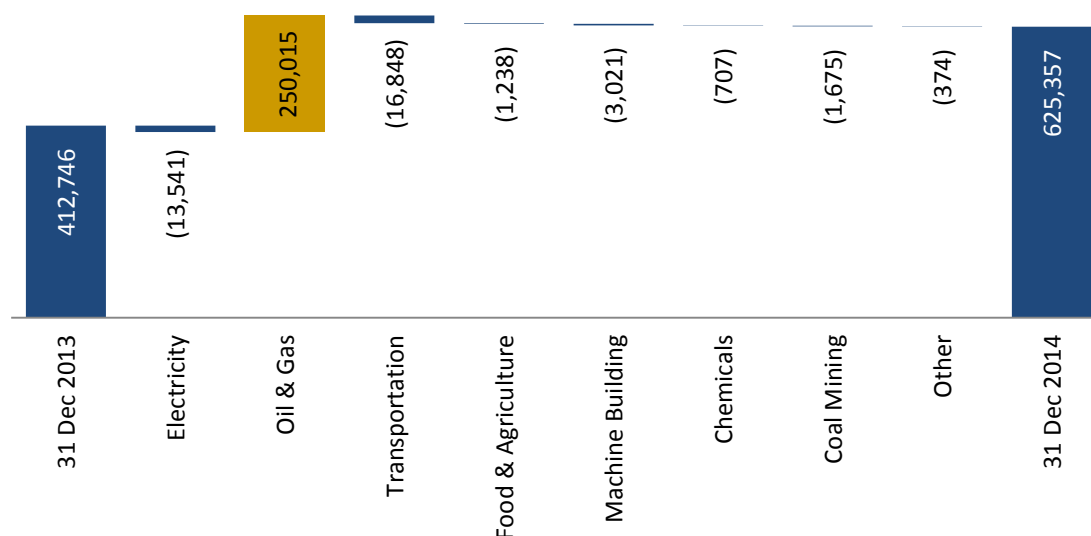 412,746
(13,541)
250,015
(16,848)
(1,238)
(3,021)
(707)
(1,675)
(374)
625,357
31 Dec 2013
Electricity
Oil & Gas
Transportation
Food & Agriculture
Machine Building
Chemicals
Coal Mining
Other
31 Dec 2014